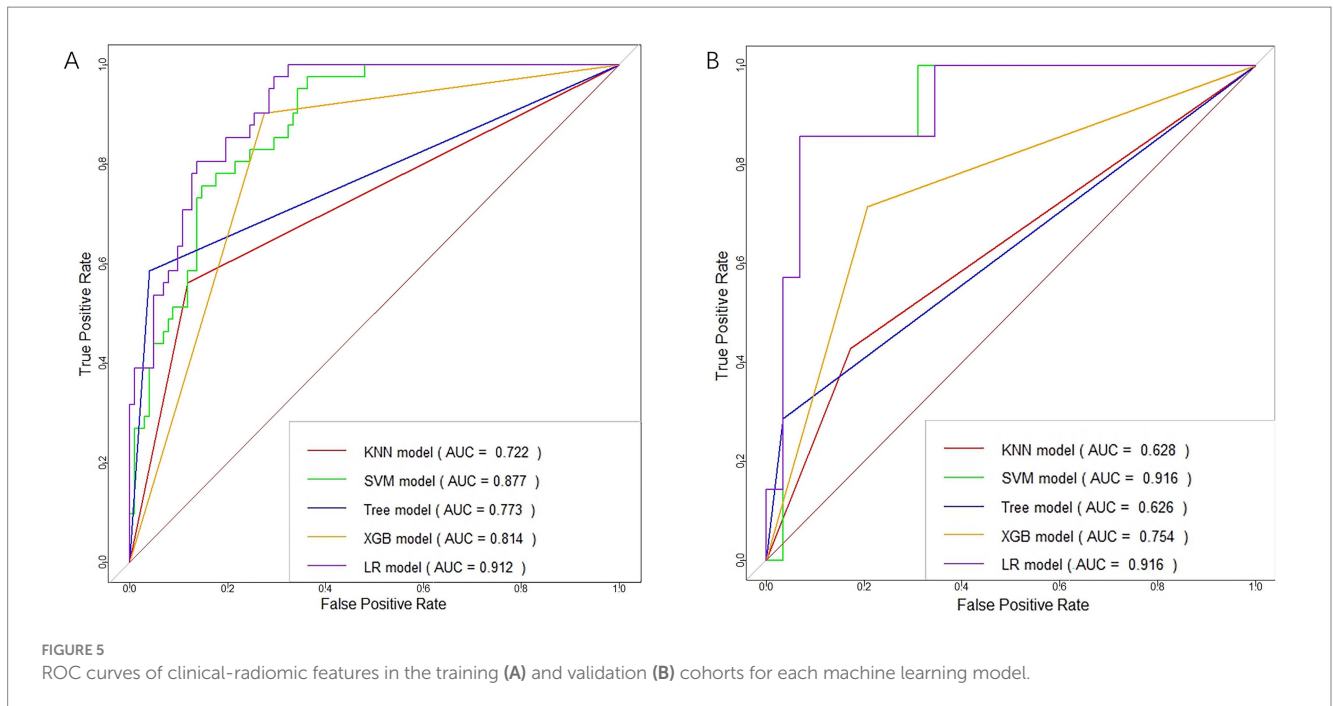 A
True Positive Rate
0.0
0.2
0.4
0.6
0.8
1.0
KNN model ( AUC = 0.722 )
SVM model ( AUC = 0.877 )
Tree model ( AUC = 0.773 )
XGB model ( AUC = 0.814 )
LR model ( AUC = 0.912 )
0.0 0.2 0.4 0.6 0.8 1.0
False Positive Rate
B
True Positive Rate
0.0
0.2
0.4
0.6
0.8
1.0
KNN model ( AUC = 0.628 )
SVM model ( AUC = 0.916 )
Tree model ( AUC = 0.626 )
XGB model ( AUC = 0.754 )
LR model ( AUC = 0.916 )
0.0 0.2 0.4 0.6 0.8 1.0
False Positive Rate
FIGURE 5
ROC curves of clinical-radiomic features in the training (A) and validation (B) cohorts for each machine learning model.